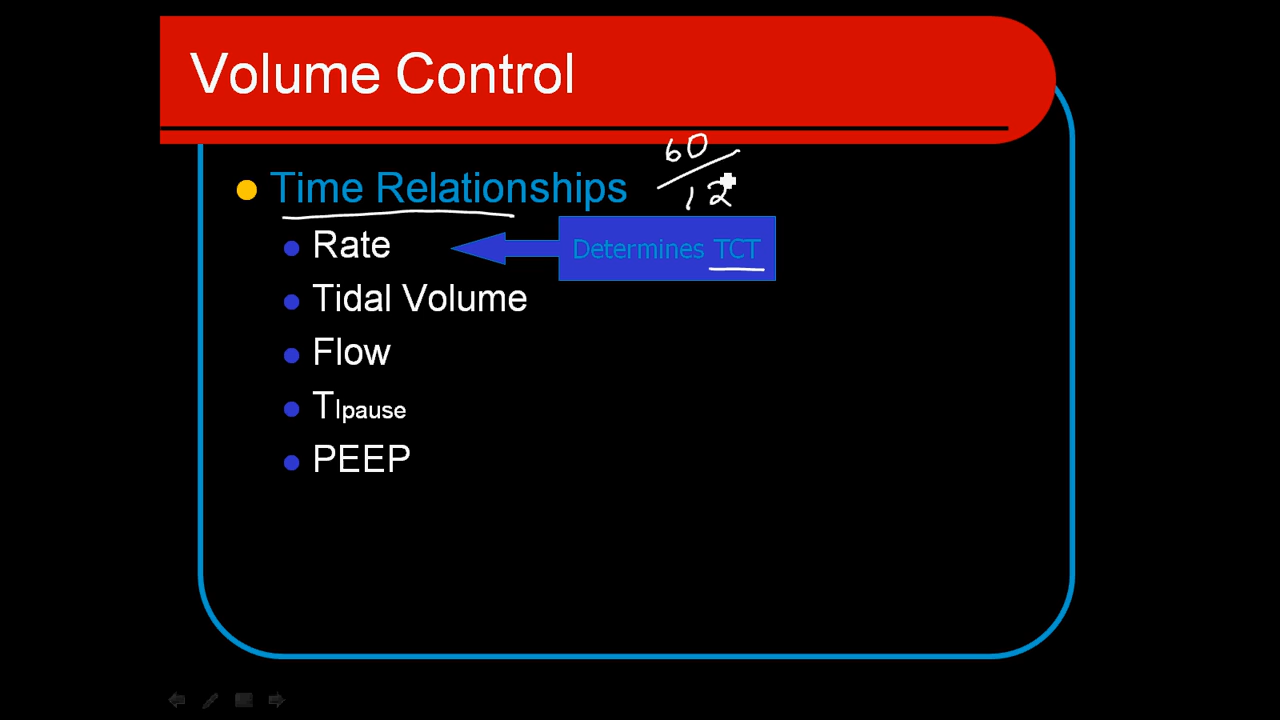 Volume Control
60
Time Relationships
12
Rate
Determines TCT
Tidal Volume
Flow
TIpause
PEEP